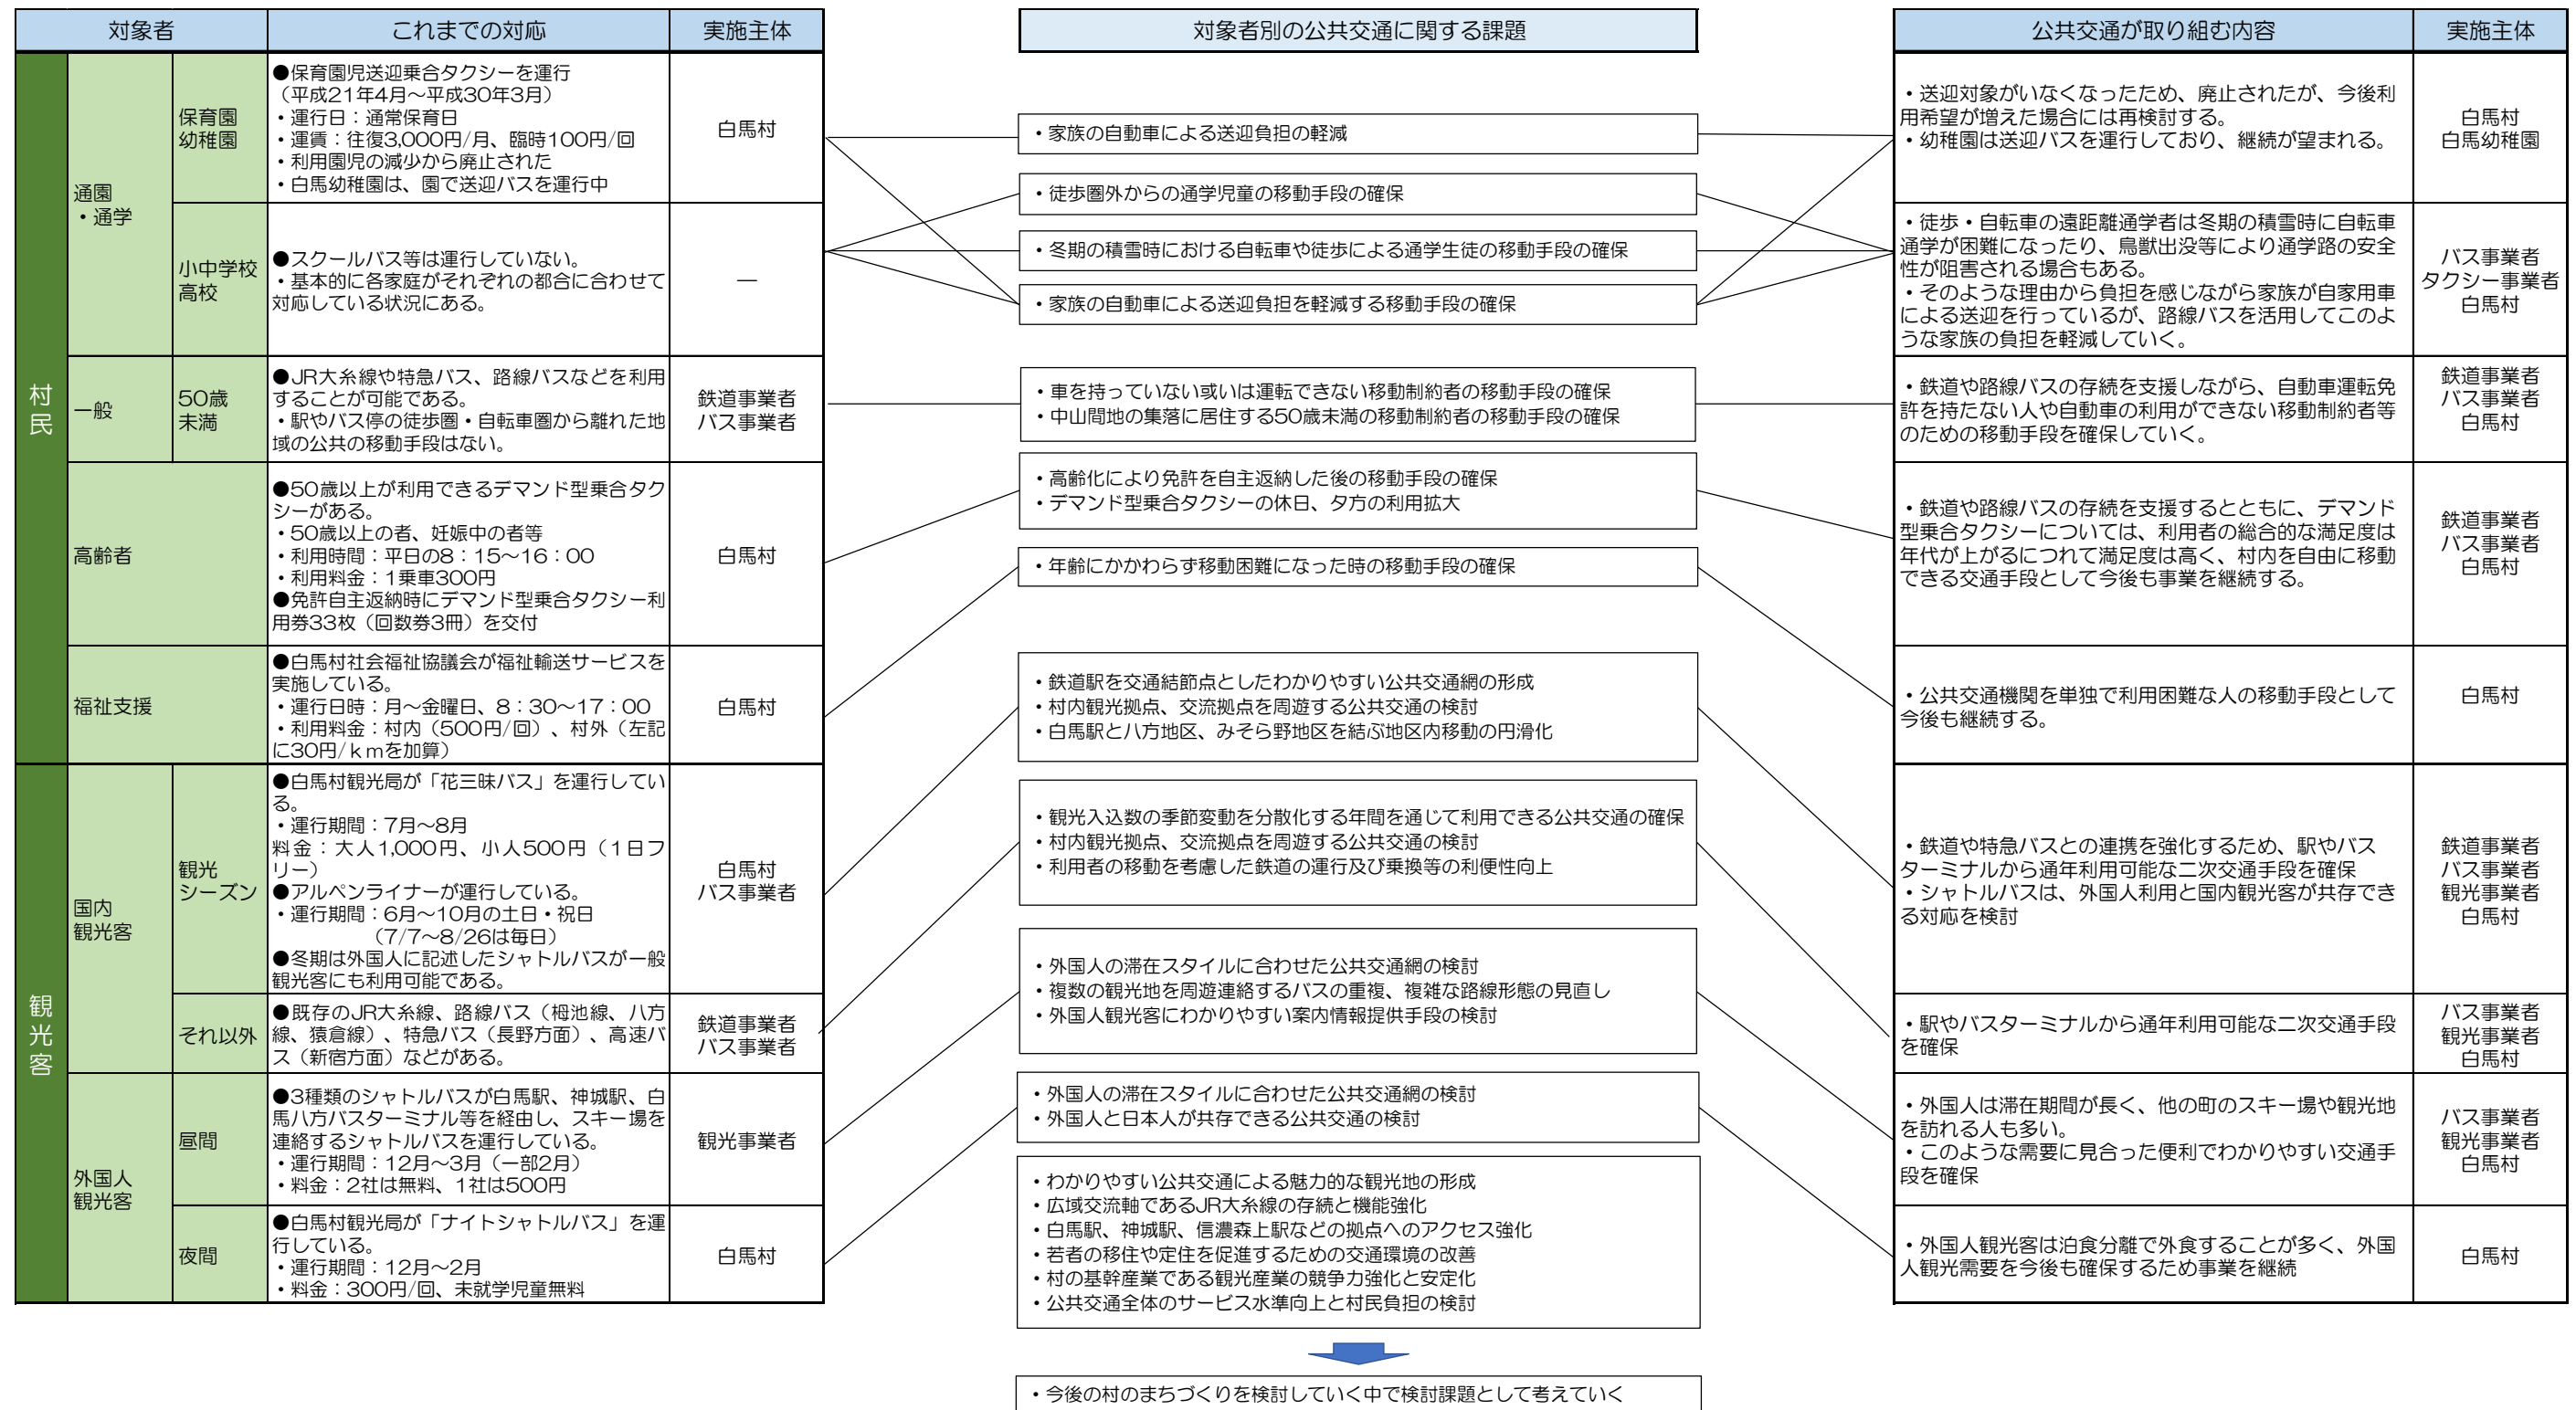 対象者
これまでの対応
実施主体
村民
通園
・通学
保育園
幼稚園
●保育園児送迎乗合タクシーを運行
（平成21年4月～平成30年3月）
・運行日：通常保育日
・運賃：往復3,000円/月、臨時100円/回
・利用園児の減少から廃止された
・白馬幼稚園は、園で送迎バスを運行中
白馬村
小中学校
高校
●スクールバス等は運行していない。
・基本的に各家庭がそれぞれの都合に合わせて
対応している状況にある。
―
一般
50歳
未満
●JR大糸線や特急バス、路線バスなどを利用
することが可能である。
・駅やバス停の徒歩圏・自転車圏から離れた地
域の公共の移動手段はない。
鉄道事業者
バス事業者
高齢者
●50歳以上が利用できるデマンド型乗合タク
シーがある。
・50歳以上の者、妊娠中の者等
・利用時間：平日の8：15～16：00
・利用料金：1乗車300円
●免許自主返納時にデマンド型乗合タクシー利
用券33枚（回数券3冊）を交付
白馬村
福祉支援
●白馬村社会福祉協議会が福祉輸送サービスを
実施している。
・運行日時：月～金曜日、8：30～17：00
・利用料金：村内（500円/回）、村外（左記
に30円/ｋｍを加算）
白馬村
観光客
国内
観光客
観光
シーズン
●白馬村観光局が「花三昧バス」を運行してい
る。
・運行期間：7月～8月
料金：大人1,000円、小人500円（1日フ
リー）
●アルペンライナーが運行している。
・運行期間：6月～10月の土日・祝日
（7/7～8/26は毎日）
●冬期は外国人に記述したシャトルバスが一般
観光客にも利用可能である。
白馬村
バス事業者
それ以外
●既存のJR大糸線、路線バス（栂池線、八方
線、猿倉線）、特急バス（長野方面）、高速バ
ス（新宿方面）などがある。
鉄道事業者
バス事業者
外国人
観光客
昼間
●3種類のシャトルバスが白馬駅、神城駅、白
馬八方バスターミナル等を経由し、スキー場を
連絡するシャトルバスを運行している。
・運行期間：12月～3月（一部2月）
・料金：2社は無料、1社は500円
観光事業者
夜間
●白馬村観光局が「ナイトシャトルバス」を運
行している。
・運行期間：12月～2月
・料金：300円/回、未就学児童無料
白馬村
対象者別の公共交通に関する課題
・家族の自動車による送迎負担の軽減
・徒歩圏外からの通学児童の移動手段の確保
・冬期の積雪時における自転車や徒歩による通学生徒の移動手段の確保
・家族の自動車による送迎負担を軽減する移動手段の確保
・車を持っていない或いは運転できない移動制約者の移動手段の確保
・中山間地の集落に居住する50歳未満の移動制約者の移動手段の確保
・高齢化により免許を自主返納した後の移動手段の確保
・デマンド型乗合タクシーの休日、夕方の利用拡大
・年齢にかかわらず移動困難になった時の移動手段の確保
・鉄道駅を交通結節点としたわかりやすい公共交通網の形成
・村内観光拠点、交流拠点を周遊する公共交通の検討
・白馬駅と八方地区、みそら野地区を結ぶ地区内移動の円滑化
・観光入込数の季節変動を分散化する年間を通じて利用できる公共交通の確保
・村内観光拠点、交流拠点を周遊する公共交通の検討
・利用者の移動を考慮した鉄道の運行及び乗換等の利便性向上
・外国人の滞在スタイルに合わせた公共交通網の検討
・複数の観光地を周遊連絡するバスの重複、複雑な路線形態の見直し
・外国人観光客にわかりやすい案内情報提供手段の検討
・外国人の滞在スタイルに合わせた公共交通網の検討
・外国人と日本人が共存できる公共交通の検討
・わかりやすい公共交通による魅力的な観光地の形成
・広域交流軸であるJR大糸線の存続と機能強化
・白馬駅、神城駅、信濃森上駅などの拠点へのアクセス強化
・若者の移住や定住を促進するための交通環境の改善
・村の基幹産業である観光産業の競争力強化と安定化
・公共交通全体のサービス水準向上と村民負担の検討
・今後の村のまちづくりを検討していく中で検討課題として考えていく
公共交通が取り組む内容
実施主体
・送迎対象がいなくなったため、廃止されたが、今後利
用希望が増えた場合には再検討する。
・幼稚園は送迎バスを運行しており、継続が望まれる。
白馬村
白馬幼稚園
・徒歩・自転車の遠距離通学者は冬期の積雪時に自転車
通学が困難になったり、鳥獣出没等により通学路の安全
性が阻害される場合もある。
・そのような理由から負担を感じながら家族が自家用車
による送迎を行っているが、路線バスを活用してこのよ
うな家族の負担を軽減していく。
バス事業者
タクシー事業者
白馬村
・鉄道や路線バスの存続を支援しながら、自動車運転免
許を持たない人や自動車の利用ができない移動制約者等
のための移動手段を確保していく。
鉄道事業者
バス事業者
白馬村
・鉄道や路線バスの存続を支援するとともに、デマンド
型乗合タクシーについては、利用者の総合的な満足度は
年代が上がるにつれて満足度は高く、村内を自由に移動
できる交通手段として今後も事業を継続する。
鉄道事業者
バス事業者
白馬村
・公共交通機関を単独で利用困難な人の移動手段として
今後も継続する。
白馬村
・鉄道や特急バスとの連携を強化するため、駅やバス
ターミナルから通年利用可能な二次交通手段を確保
・シャトルバスは、外国人利用と国内観光客が共存でき
る対応を検討
鉄道事業者
バス事業者
観光事業者
白馬村
・駅やバスターミナルから通年利用可能な二次交通手段
を確保
バス事業者
観光事業者
白馬村
・外国人は滞在期間が長く、他の町のスキー場や観光地
を訪れる人も多い。
・このような需要に見合った便利でわかりやすい交通手
段を確保
バス事業者
観光事業者
白馬村
・外国人観光客は泊食分離で外食することが多く、外国
人観光需要を今後も確保するため事業を継続
白馬村